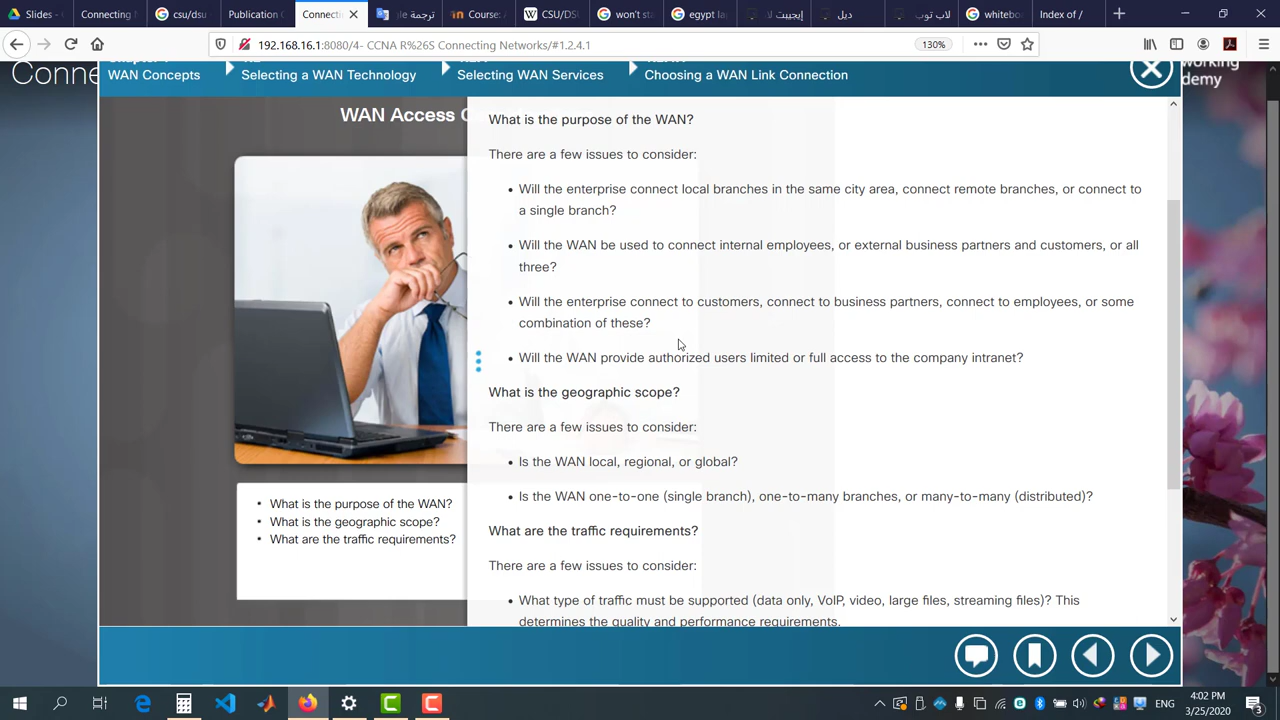 Slides -
Connecting N
csu/dsu
Publication C
Connectin
ترجمة
Course:
CSU/DSU
won't sta
egypt lap
إيجيبت لا
ديل
لاب توب
whiteboa
Index of /
192.168.16.1:8080/4- CCNA R%26S Connecting Networks/#1.2.4.1
130%
Conne
WAN Concepts
Selecting a WAN Technology
Selecting WAN Services
Choosing a WAN Link Connection
working
demy
WAN Access C
What is the purpose of the WAN?
There are a few issues to consider:
• Will the enterprise connect local branches in the same city area, connect remote branches, or connect to
a single branch?
• Will the WAN be used to connect internal employees, or external business partners and customers, or all
three?
• Will the enterprise connect to customers, connect to business partners, connect to employees, or some
combination of these?
• Will the WAN provide authorized users limited or full access to the company intranet?
What is the geographic scope?
There are a few issues to consider:
• Is the WAN local, regional, or global?
• Is the WAN one-to-one (single branch), one-to-many branches, or many-to-many (distributed)?
What are the traffic requirements?
There are a few issues to consider:
• What type of traffic must be supported (data only, VoIP, video, large files, streaming files)? This
determines the quality and performance requirements.
• What is the purpose of the WAN?
• What is the geographic scope?
• What are the traffic requirements?
ENG
4:02 PM
3/25/2020
3